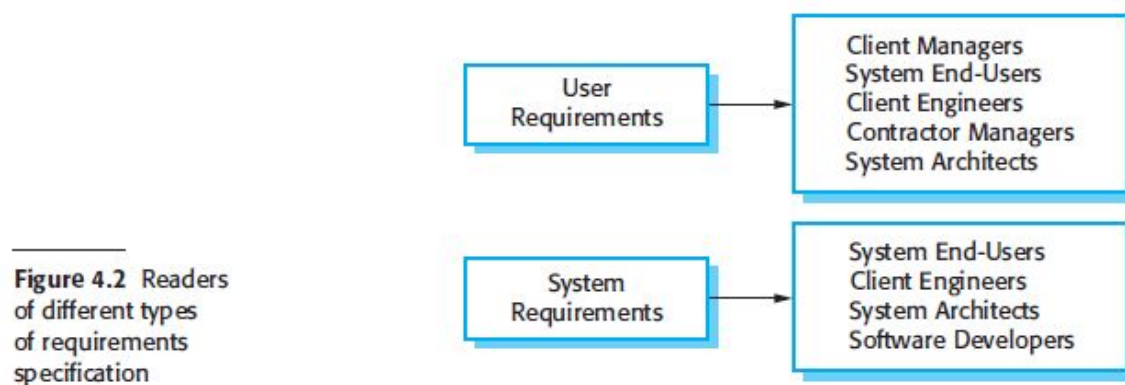 User
Requirements
Client Managers
System End-Users
Client Engineers
Contractor Managers
System Architects
System
Requirements
System End-Users
Client Engineers
System Architects
Software Developers
Figure 4.2 Readers
of different types
of requirements
specification